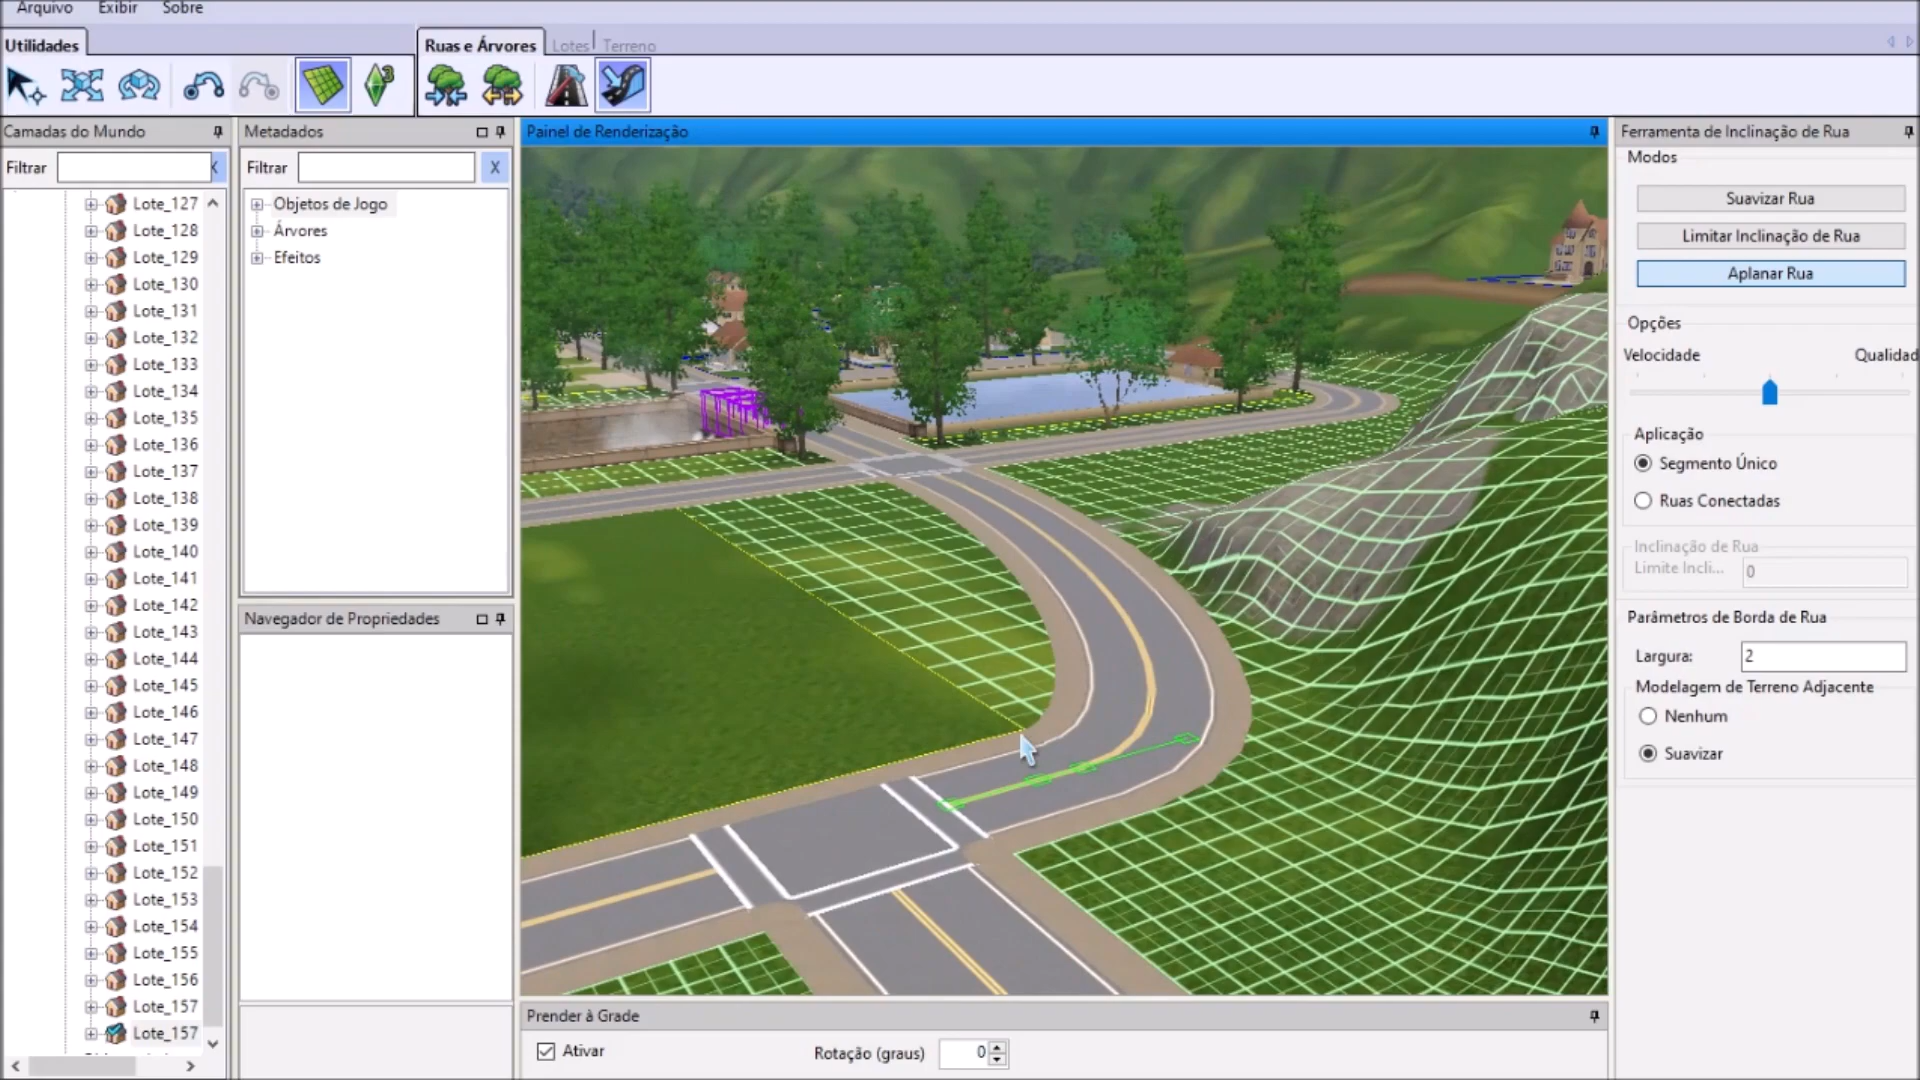 Arquivo Exibir Sobre
Utilidades
Ruas e Árvores Lotes Terreno
3
Camadas do Mundo
Filtrar
Lote_127
Lote_128
Lote_129
Lote_130
Lote_131
Lote_132
Lote_133
Lote_134
Lote_135
Lote_136
Lote_137
Lote_138
Lote_139
Lote_140
Lote_141
Lote_142
Lote_143
Lote_144
Lote_145
Lote_146
Lote_147
Lote_148
Lote_149
Lote_150
Lote_151
Lote_152
Lote_153
Lote_154
Lote_155
Lote_156
Lote_157
Lote_157
Metadados
Filtrar X
Objetos de Jogo
Árvores
Efeitos
Navegador de Propriedades
Painel de Renderização
Prender à Grade
Ativar Rotação (graus) 0
Ferramenta de Inclinação de Rua
Modos
Suavizar Rua
Limitar Inclinação de Rua
Aplanar Rua
Opções
Velocidade Qualidad
Aplicação
Segmento Único
Ruas Conectadas
Inclinação de Rua
Limite Incli... 0
Parâmetros de Borda de Rua
Largura: 2
Modelagem de Terreno Adjacente
Nenhum
Suavizar